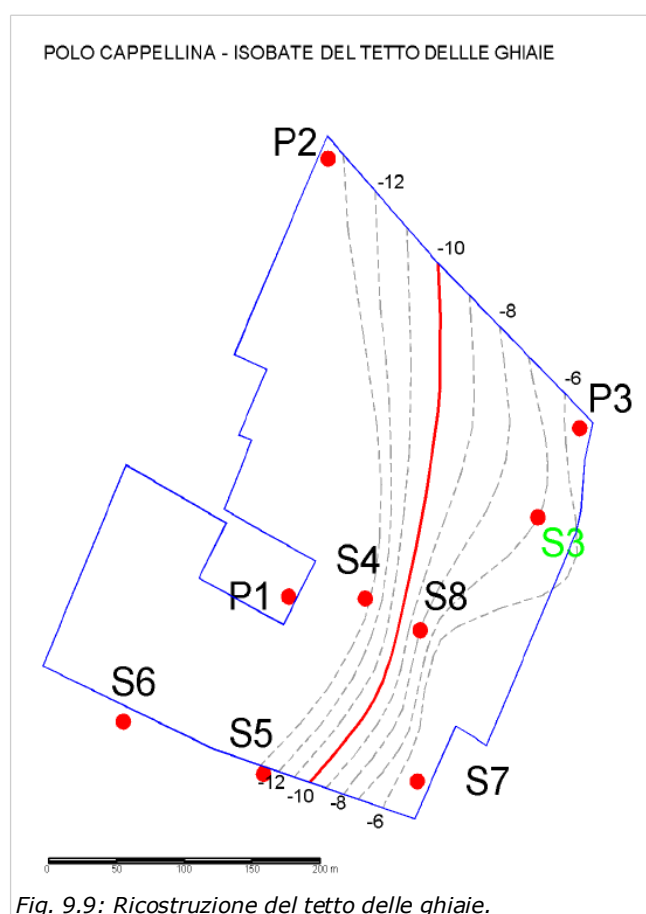 POLO CAPPELLINA - ISOBATE DEL TETTO DELLLE GHIAIE
P2
-12
-10
-8
-6
P3
S3
S4
P1
S8
S6
S5
S7
-12
-10
-8
-6
0
50
100
150
200 m
Fig. 9.9: Ricostruzione del tetto delle ghiaie.